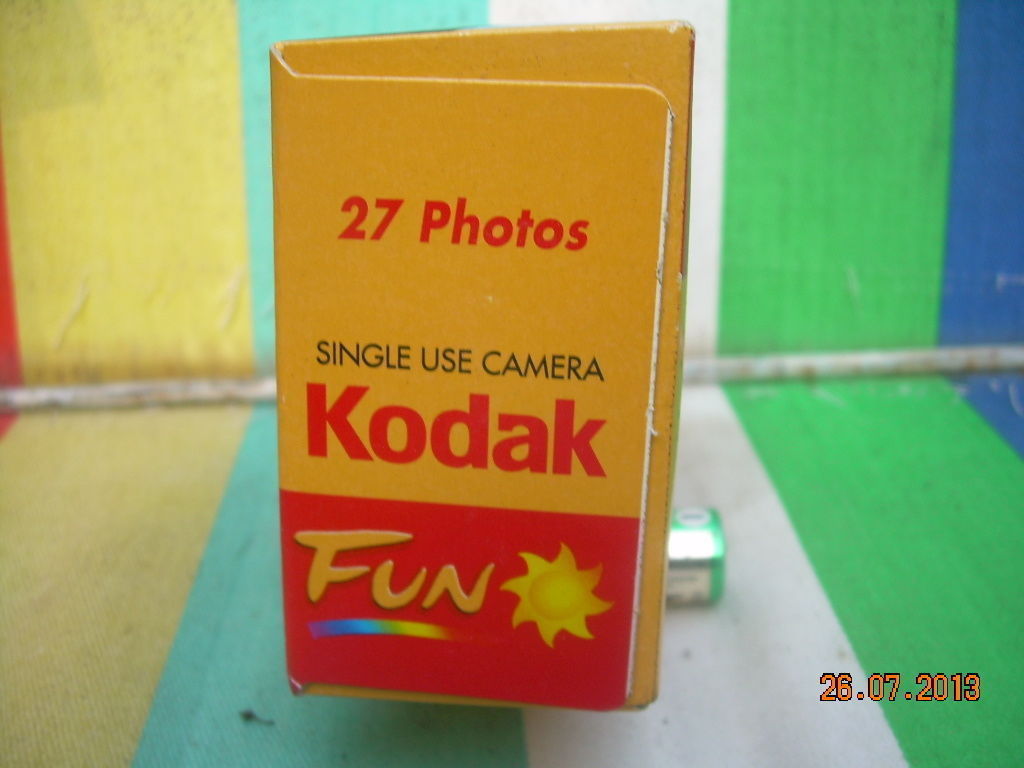 27 Photos
SINGLE USE CAMERA
Kodak
FUN
26.07.2013